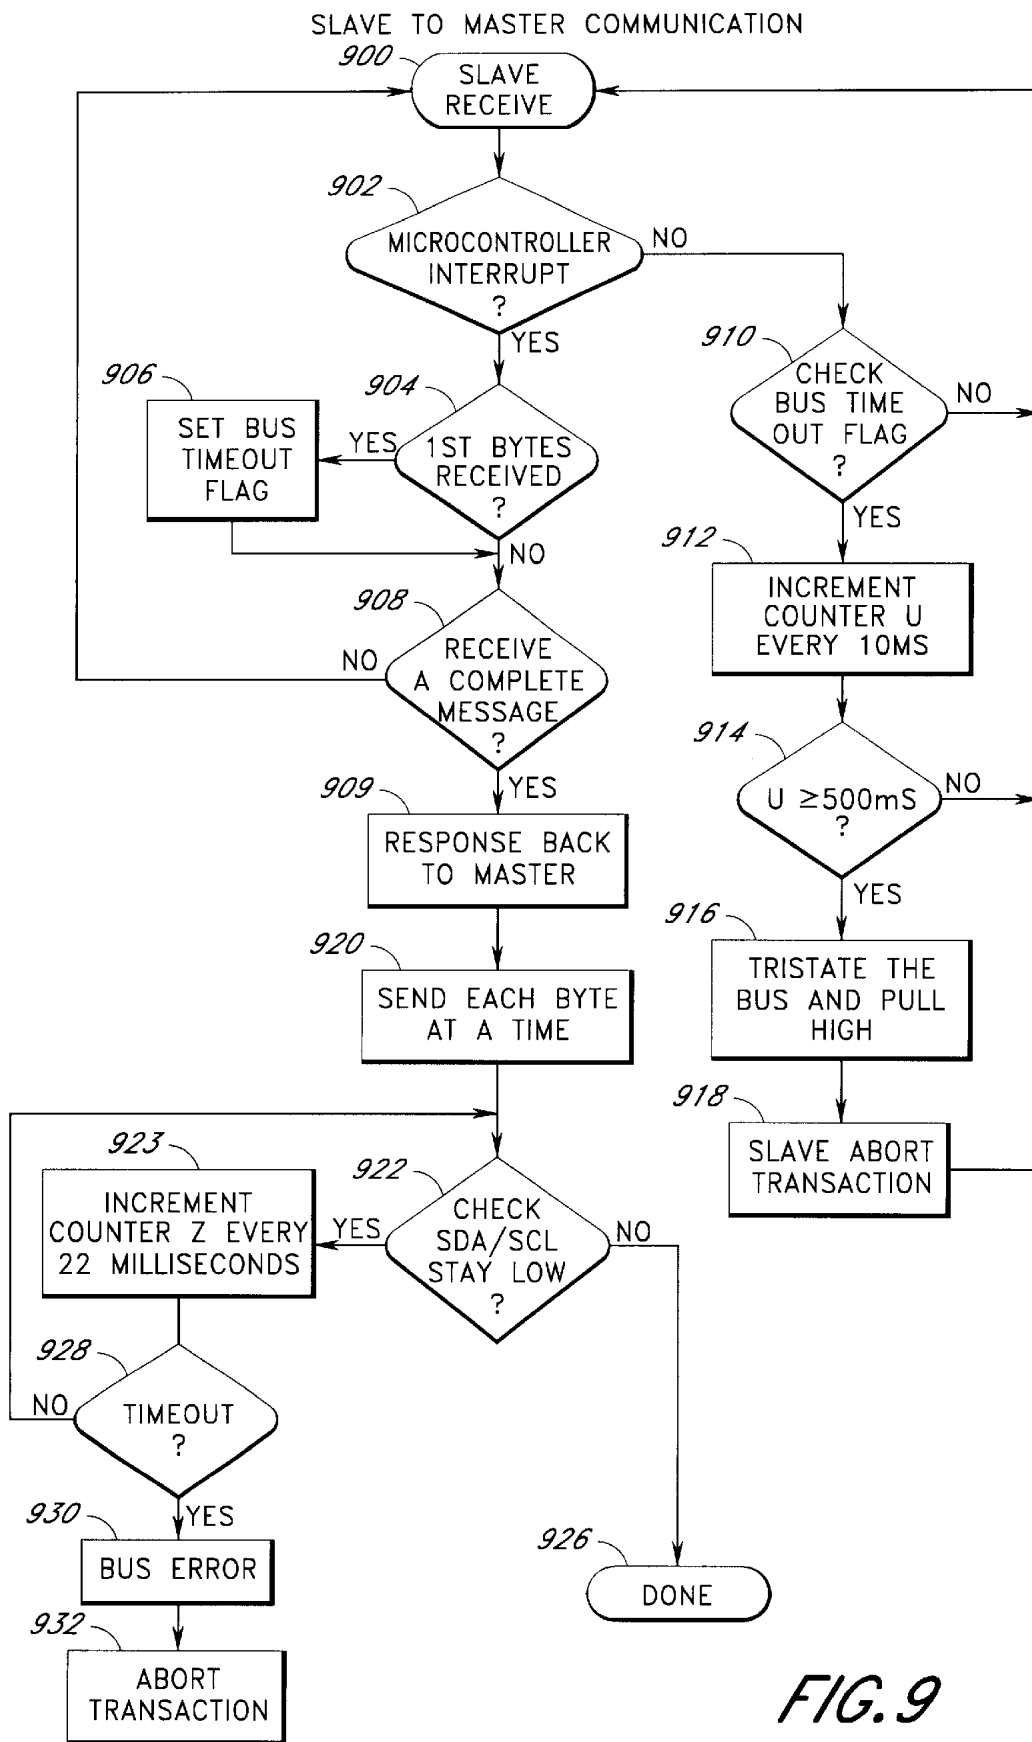 SLAVE TO MASTER COMMUNICATION
900
SLAVE
RECEIVE
902
MICROCONTROLLER
INTERRUPT
?
NO
YES
904
1ST BYTES
RECEIVED
?
YES
NO
906
SET BUS
TIMEOUT
FLAG
908
RECEIVE
A COMPLETE
MESSAGE
?
NO
YES
909
RESPONSE BACK
TO MASTER
920
SEND EACH BYTE
AT A TIME
922
CHECK
SDA/SCL
STAY LOW
?
YES
NO
923
INCREMENT
COUNTER Z EVERY
22 MILLISECONDS
928
TIMEOUT
?
NO
YES
930
BUS ERROR
932
ABORT
TRANSACTION
926
DONE
910
CHECK
BUS TIME
OUT FLAG
?
NO
YES
912
INCREMENT
COUNTER U
EVERY 10MS
914
U ≥500mS
?
NO
YES
916
TRISTATE THE
BUS AND PULL
HIGH
918
SLAVE ABORT
TRANSACTION
FIG. 9